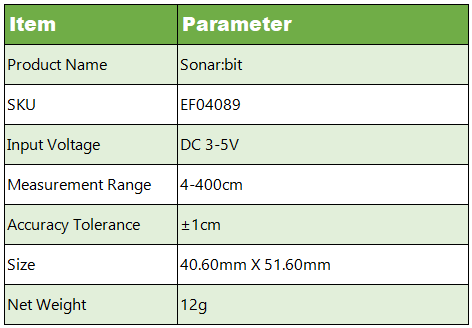 Item Parameter
Product Name Sonar:bit
SKU EF04089
Input Voltage DC 3-5V
Measurement Range 4-400cm
Accuracy Tolerance ±1cm
Size 40.60mm X 51.60mm
Net Weight 12g